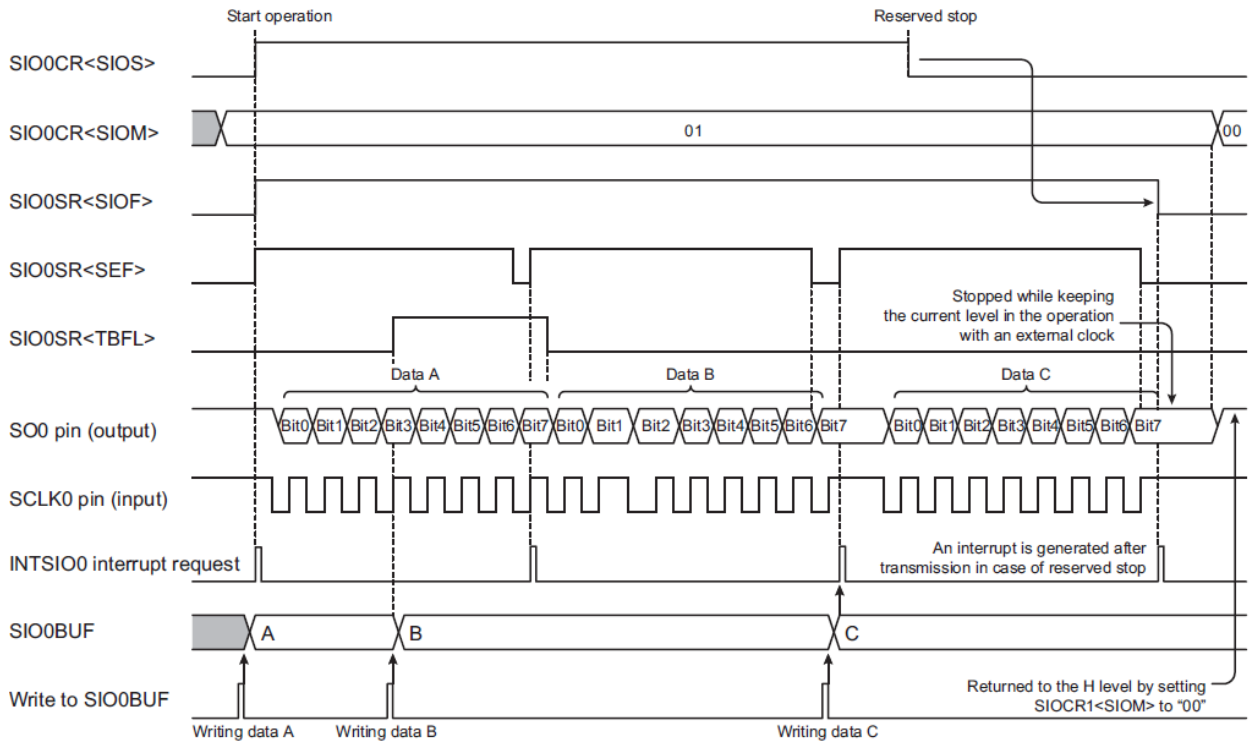 Start operation
Reserved stop
SIO0CR<SIOS>
SIO0CR<SIOM>
01
00
SIO0SR<SIOF>
SIO0SR<SEF>
Stopped while keeping
the current level in the operation
with an external clock
SIO0SR<TBFL>
Data A
Data B
Data C
SO0 pin (output)
Bit0 Bit1 Bit2 Bit3 Bit4 Bit5 Bit6 Bit7 Bit0 Bit1 Bit2 Bit3 Bit4 Bit5 Bit6 Bit7 Bit0 Bit1 Bit2 Bit3 Bit4 Bit5 Bit6 Bit7
SCLK0 pin (input)
INTSIO0 interrupt request
An interrupt is generated after
transmission in case of reserved stop
SIO0BUF
A
B
C
Write to SIO0BUF
Returned to the H level by setting
SIOCR1<SIOM> to “00”
Writing data A
Writing data B
Writing data C